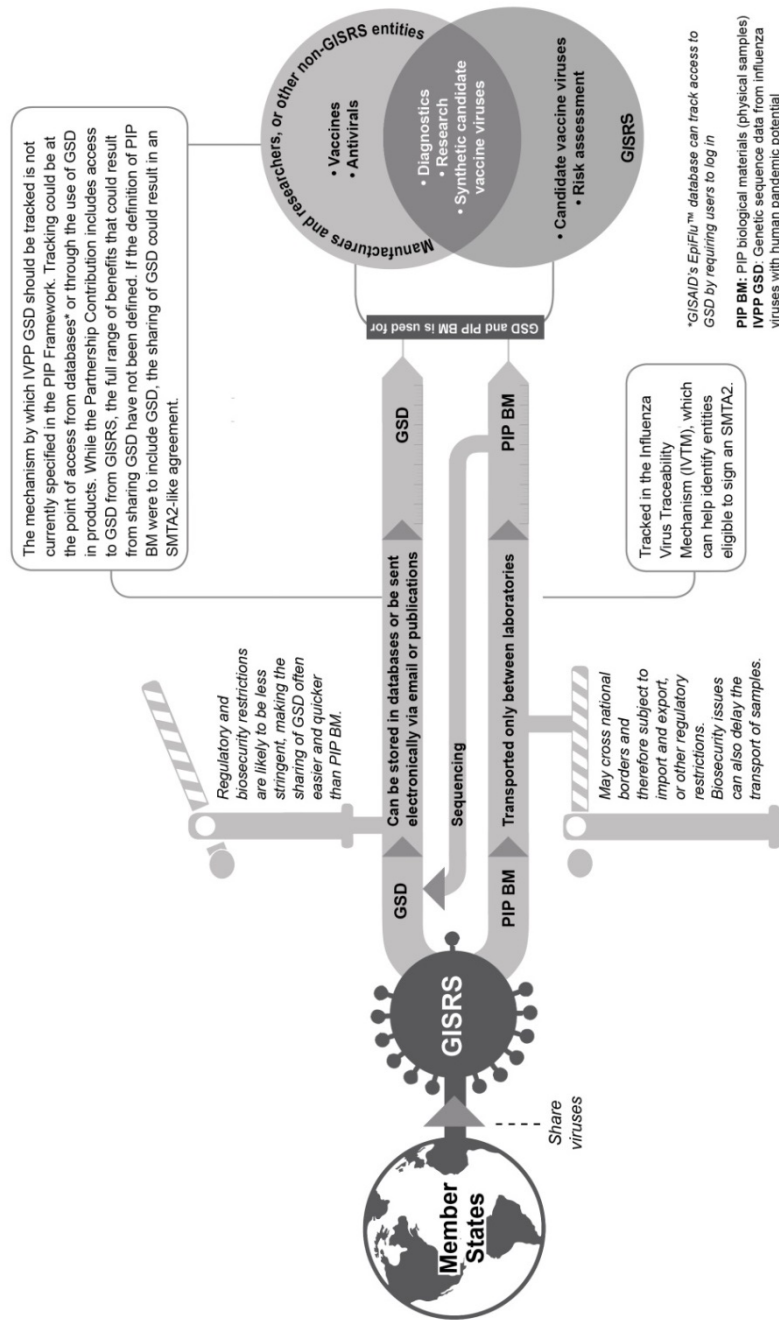 The mechanism by which IVPP GSD should be tracked is not
currently specified in the PIP Framework. Tracking could be at
the point of access from databases* or through the use of GSD
in products. While the Partnership Contribution includes access
to GSD from GISRS, the full range of benefits that could result
from sharing GSD have not been defined. If the definition of PIP
BM were to include GSD, the sharing of GSD could result in an
SMTA2-like agreement.
Regulatory and
biosecurity restrictions
are likely to be less
stringent, making the
sharing of GSD often
easier and quicker
than PIP BM.
Member
States
Share
viruses
GISRS
GSD
Can be stored in databases or be sent
electronically via email or publications
GSD
Sequencing
PIP BM
Transported only between laboratories
PIP BM
GSD and PIP BM is used for
Manufacturers and researchers, or other non-GISRS entities
• Vaccines
• Antivirals
• Diagnostics
• Research
• Synthetic candidate
vaccine viruses
• Candidate vaccine viruses
• Risk assessment
GISRS
May cross national
borders and
therefore subject to
import and export,
or other regulatory
restrictions.
Biosecurity issues
can also delay the
transport of samples.
Tracked in the Influenza
Virus Traceability
Mechanism (IVTM), which
can help identify entities
eligible to sign an SMTA2.
*GISAID's EpiFlu™ database can track access to
GSD by requiring users to log in
PIP BM: PIP biological materials (physical samples)
IVPP GSD: Genetic sequence data from influenza
viruses with human pandemic potential